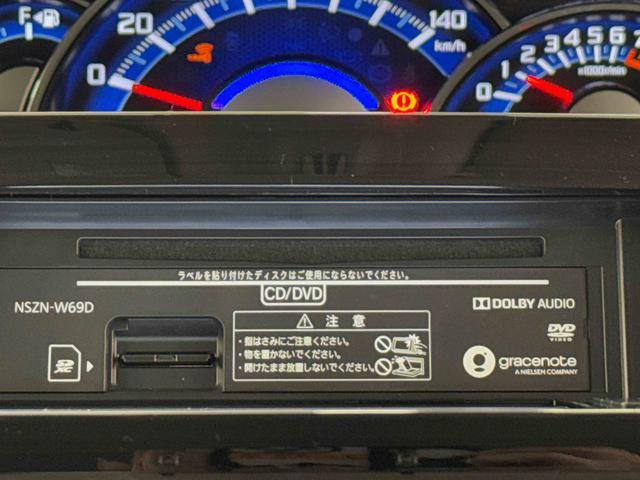 F
0 20 140
km/h
0 1 2 3 4 5 6 7
x1000r/min
ラベルを貼り付けたディスクはご使用にならないでください。
CD/DVD
NSZN-W69D
SD
XC
注 意
・指はさみにご注意ください。
・物を置かないでください。
・開けたまま放置しないでください。
DOLBY AUDIO
DVD
VIDEO
gracenote
A NIELSEN COMPANY